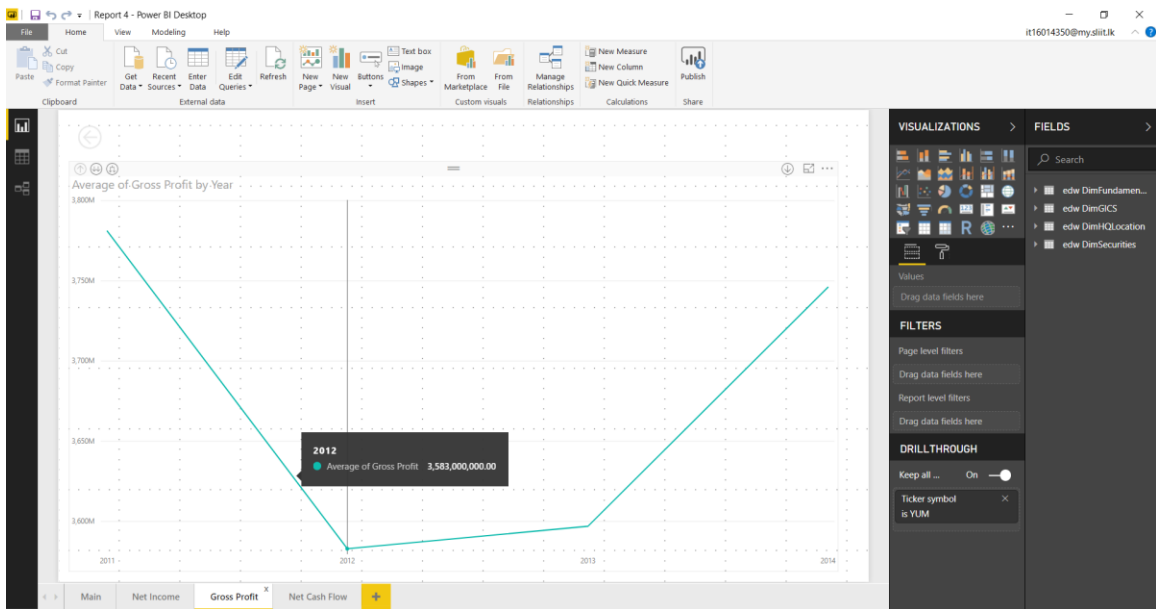 Report 4 - Power BI Desktop
File Home View Modeling Help
it16014350@my.sliit.lk
Paste
Cut
Copy
Format Painter
Clipboard
Get Data
Recent Sources
Enter Data
Edit Queries
Refresh
External data
New Page
New Visual
Buttons
Text box
Image
Shapes
Insert
From Marketplace
From File
Custom visuals
Manage Relationships
Relationships
New Measure
New Column
New Quick Measure
Calculations
Publish
Share
Average of Gross Profit by Year
3,800M
3,750M
3,700M
3,650M
3,600M
2012
Average of Gross Profit 3,583,000,000.00
2011 2012 2013 2014
VISUALIZATIONS
R
Values
Drag data fields here
FILTERS
Page level filters
Drag data fields here
Report level filters
Drag data fields here
DRILLTHROUGH
Keep all ... On
Ticker symbol
is YUM
FIELDS
Search
edw DimFundamen...
edw DimGICS
edw DimHQLocation
edw DimSecurities
Main Net Income Gross Profit Net Cash Flow